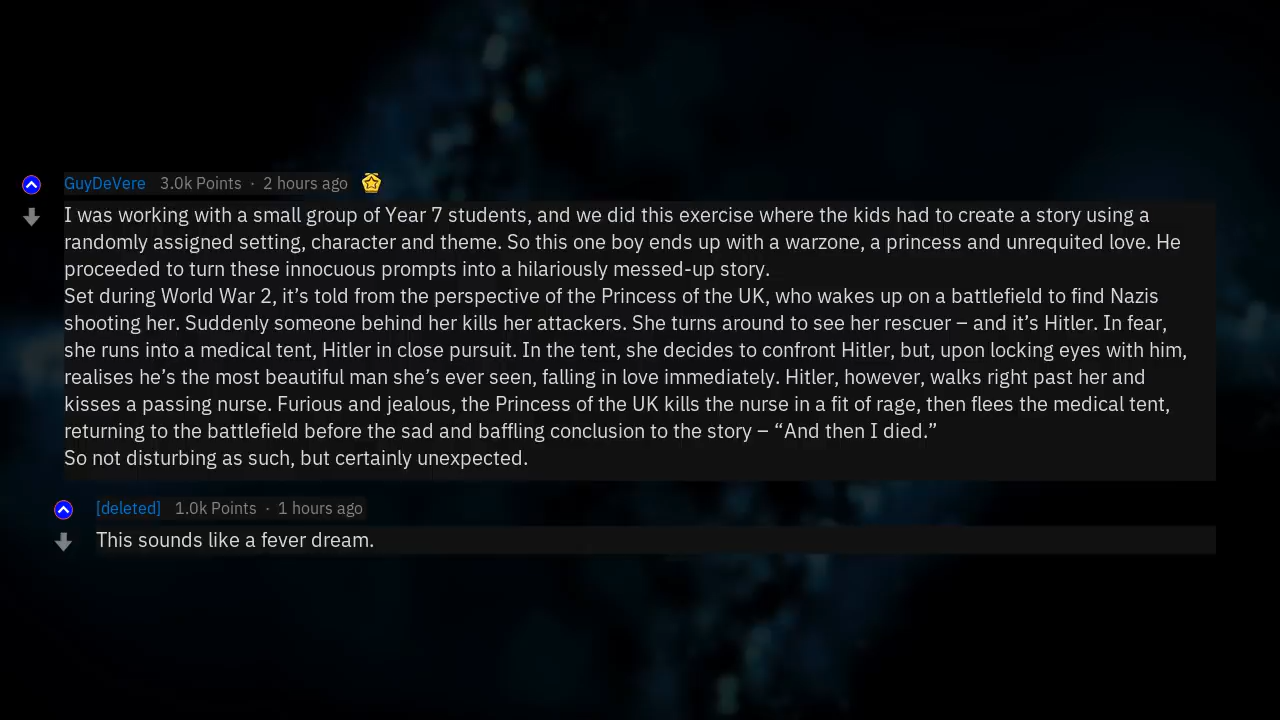 GuyDeVere 3.0k Points · 2 hours ago
I was working with a small group of Year 7 students, and we did this exercise where the kids had to create a story using a
randomly assigned setting, character and theme. So this one boy ends up with a warzone, a princess and unrequited love. He
proceeded to turn these innocuous prompts into a hilariously messed-up story.
Set during World War 2, it’s told from the perspective of the Princess of the UK, who wakes up on a battlefield to find Nazis
shooting her. Suddenly someone behind her kills her attackers. She turns around to see her rescuer – and it’s Hitler. In fear,
she runs into a medical tent, Hitler in close pursuit. In the tent, she decides to confront Hitler, but, upon locking eyes with him,
realises he’s the most beautiful man she’s ever seen, falling in love immediately. Hitler, however, walks right past her and
kisses a passing nurse. Furious and jealous, the Princess of the UK kills the nurse in a fit of rage, then flees the medical tent,
returning to the battlefield before the sad and baffling conclusion to the story – “And then I died.”
So not disturbing as such, but certainly unexpected.
[deleted] 1.0k Points · 1 hours ago
This sounds like a fever dream.